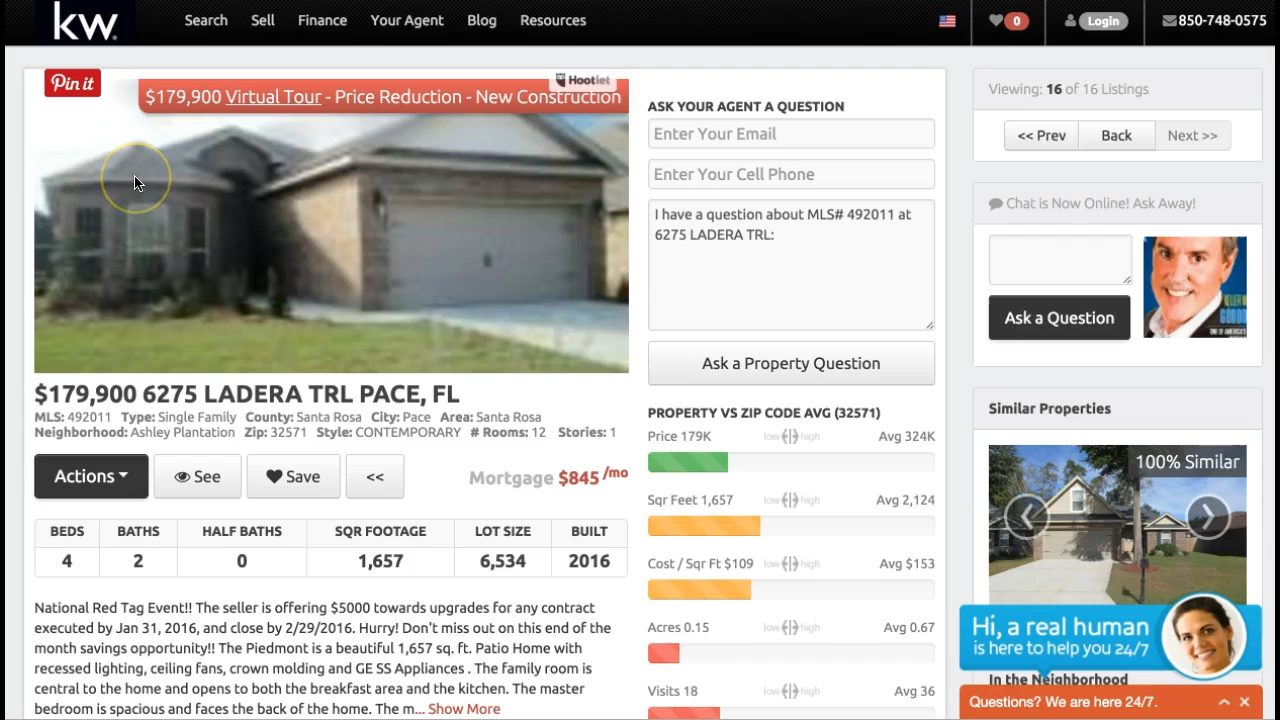 kw.
Search Sell Finance Your Agent Blog Resources
0 Login 850-748-0575
Pin it
Hootlet
$179,900 Virtual Tour - Price Reduction - New Construction
$179,900 6275 LADERA TRL PACE, FL
MLS: 492011 Type: Single Family County: Santa Rosa City: Pace Area: Santa Rosa
Neighborhood: Ashley Plantation Zip: 32571 Style: CONTEMPORARY # Rooms: 12 Stories: 1
Actions See Save <<
Mortgage $845 /mo
BEDS BATHS HALF BATHS SQR FOOTAGE LOT SIZE BUILT
4 2 0 1,657 6,534 2016
National Red Tag Event!! The seller is offering $5000 towards upgrades for any contract
executed by Jan 31, 2016, and close by 2/29/2016. Hurry! Don't miss out on this end of the
month savings opportunity!! The Piedmont is a beautiful 1,657 sq. ft. Patio Home with
recessed lighting, ceiling fans, crown molding and GE SS Appliances . The family room is
central to the home and opens to both the breakfast area and the kitchen. The master
bedroom is spacious and faces the back of the home. The m... Show More
ASK YOUR AGENT A QUESTION
Enter Your Email
Enter Your Cell Phone
I have a question about MLS# 492011 at
6275 LADERA TRL:
Ask a Property Question
PROPERTY VS ZIP CODE AVG (32571)
Price 179K low high Avg 324K
Sqr Feet 1,657 low high Avg 2,124
Cost / Sqr Ft $109 low high Avg $153
Acres 0.15 low high Avg 0.67
Visits 18 low high Avg 36
Viewing: 16 of 16 Listings
<< Prev Back Next >>
Chat is Now Online! Ask Away!
Ask a Question
Similar Properties
100% Similar
Hi, a real human
is here to help you 24/7
In the Neighborhood
Questions? We are here 24/7.